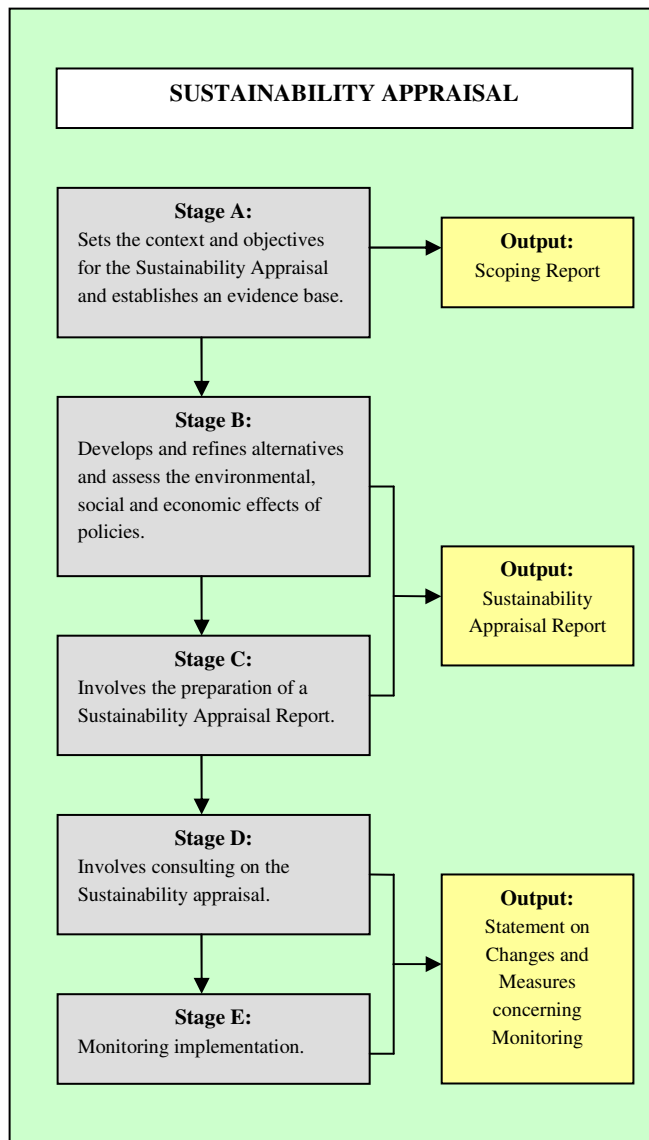 SUSTAINABILITY APPRAISAL
Stage A:
Sets the context and objectives
for the Sustainability Appraisal
and establishes an evidence base.
Output:
Scoping Report
Stage B:
Develops and refines alternatives
and assess the environmental,
social and economic effects of
policies.
Output:
Sustainability
Appraisal Report
Stage C:
Involves the preparation of a
Sustainability Appraisal Report.
Stage D:
Involves consulting on the
Sustainability appraisal.
Output:
Statement on
Changes and
Measures
concerning
Monitoring
Stage E:
Monitoring implementation.